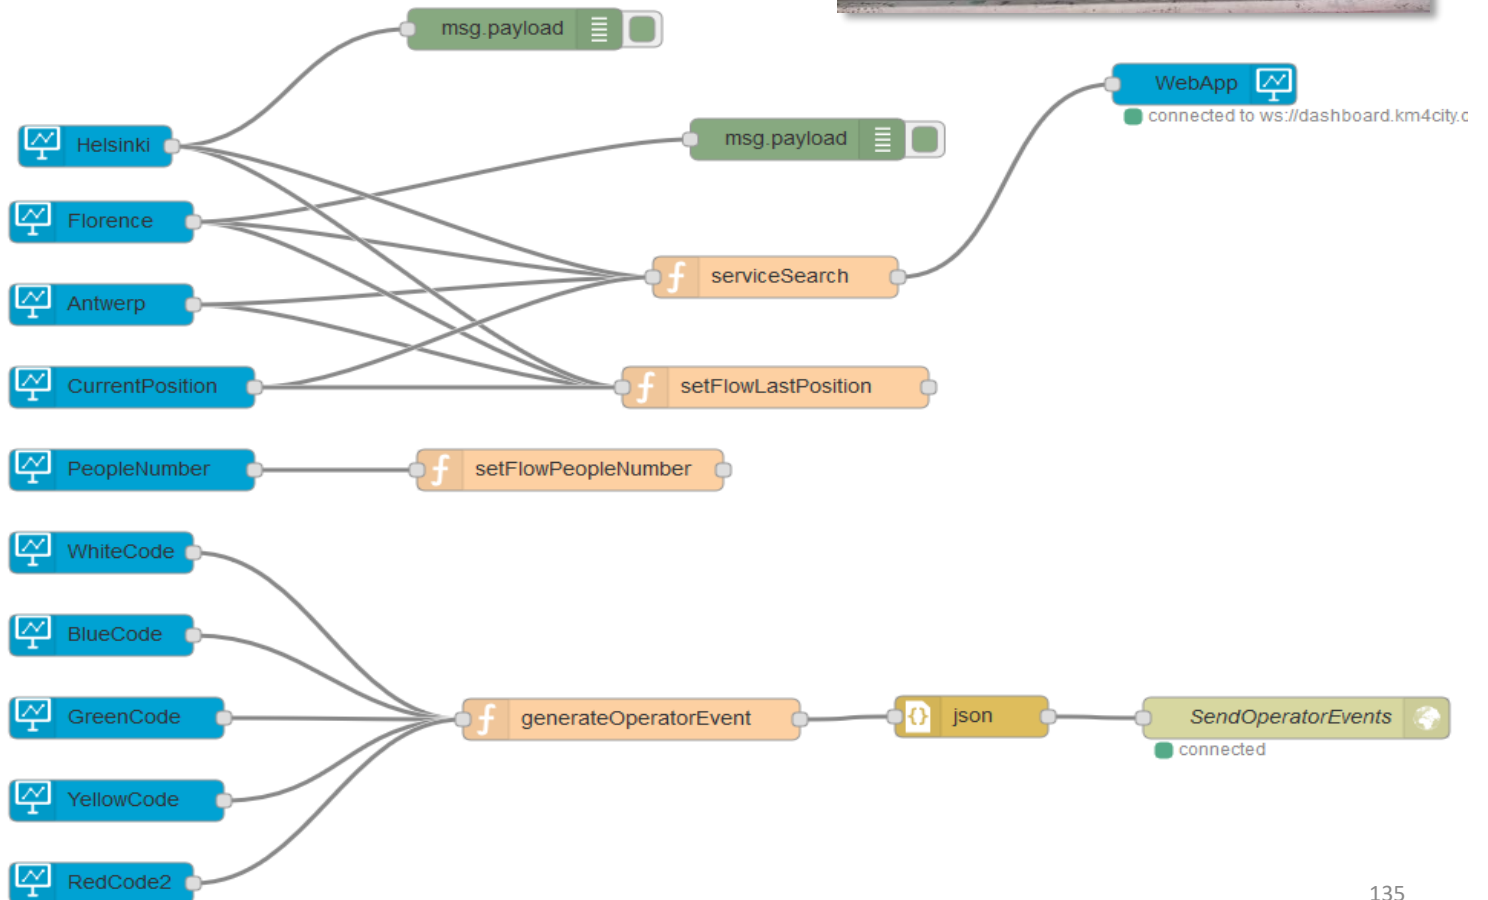 msg.payload
WebApp
connected to ws://dashboard.km4city.c
msg.payload
Helsinki
Florence
serviceSearch
Antwerp
CurrentPosition
setFlowLastPosition
PeopleNumber
setFlowPeopleNumber
WhiteCode
BlueCode
GreenCode
generateOperatorEvent
json
SendOperatorEvents
connected
YellowCode
RedCode2
135